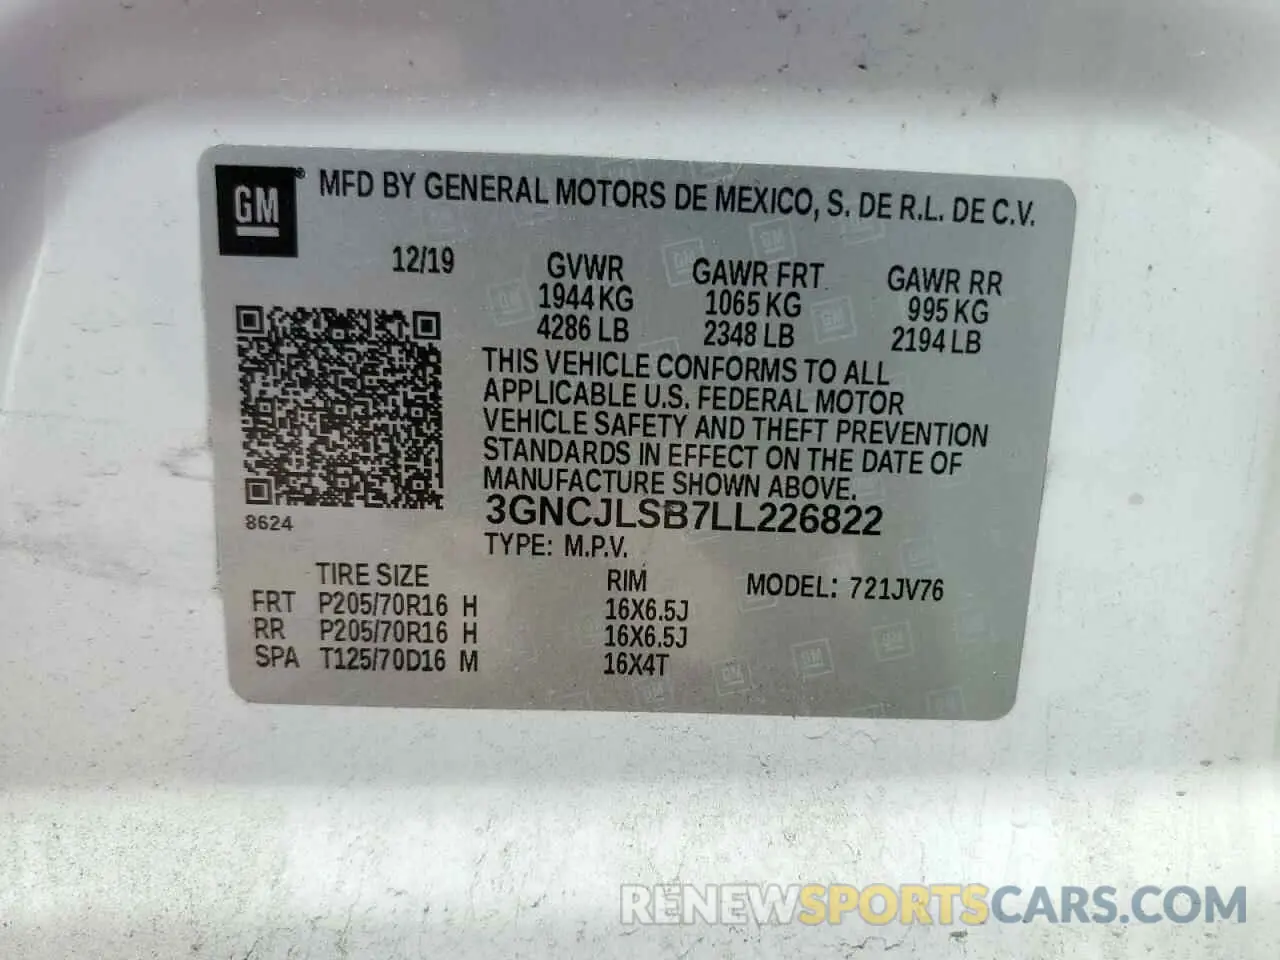 GM ® MFD BY GENERAL MOTORS DE MEXICO, S. DE R.L. DE C.V.
12/19 GVWR GAWR FRT GAWR RR
1944 KG 1065 KG 995 KG
4286 LB 2348 LB 2194 LB
THIS VEHICLE CONFORMS TO ALL
APPLICABLE U.S. FEDERAL MOTOR
VEHICLE SAFETY AND THEFT PREVENTION
STANDARDS IN EFFECT ON THE DATE OF
MANUFACTURE SHOWN ABOVE.
8624 3GNCJLSB7LL226822
TYPE: M.P.V.
TIRE SIZE RIM MODEL: 721JV76
FRT P205/70R16 H 16X6.5J
RR P205/70R16 H 16X6.5J
SPA T125/70D16 M 16X4T
RENEWSPORTSCARS.COM